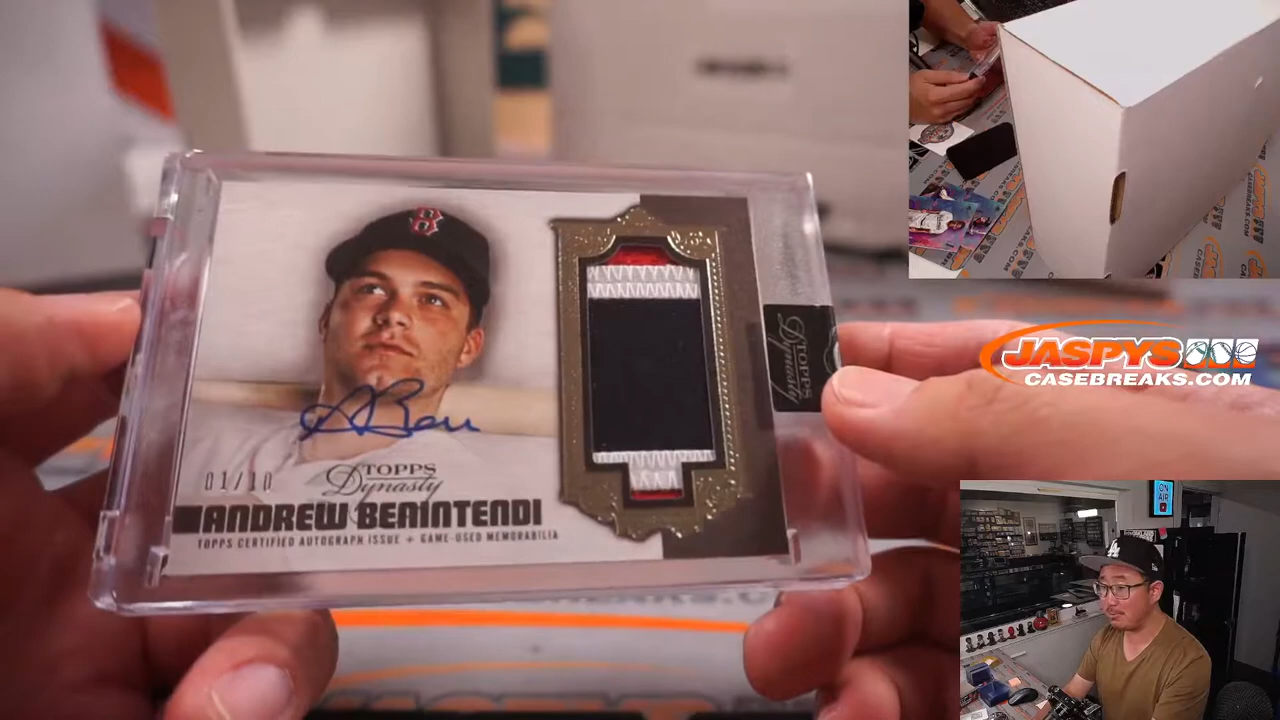 B
TOPPS
Dynasty
01/10
TOPPS
Dynasty
ANDREW BENINTENDI
TOPPS CERTIFIED AUTOGRAPH ISSUE + GAME-USED MEMORABILIA
JASPYS
CASEBREAKS.COM
ON
AIR
LA